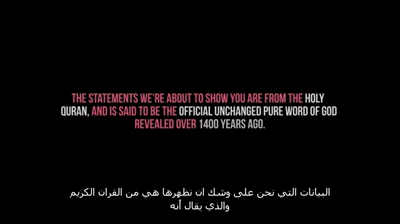 THE STATEMENTS WE'RE ABOUT TO SHOW YOU ARE FROM THE HOLY
QURAN, AND IS SAID TO BE THE OFFICIAL UNCHANGED PURE WORD OF GOD
REVEALED OVER 1400 YEARS AGO.
البيانات التي نحن على وشك ان نظهرها هي من القران الكريم
والذي يقال أنه